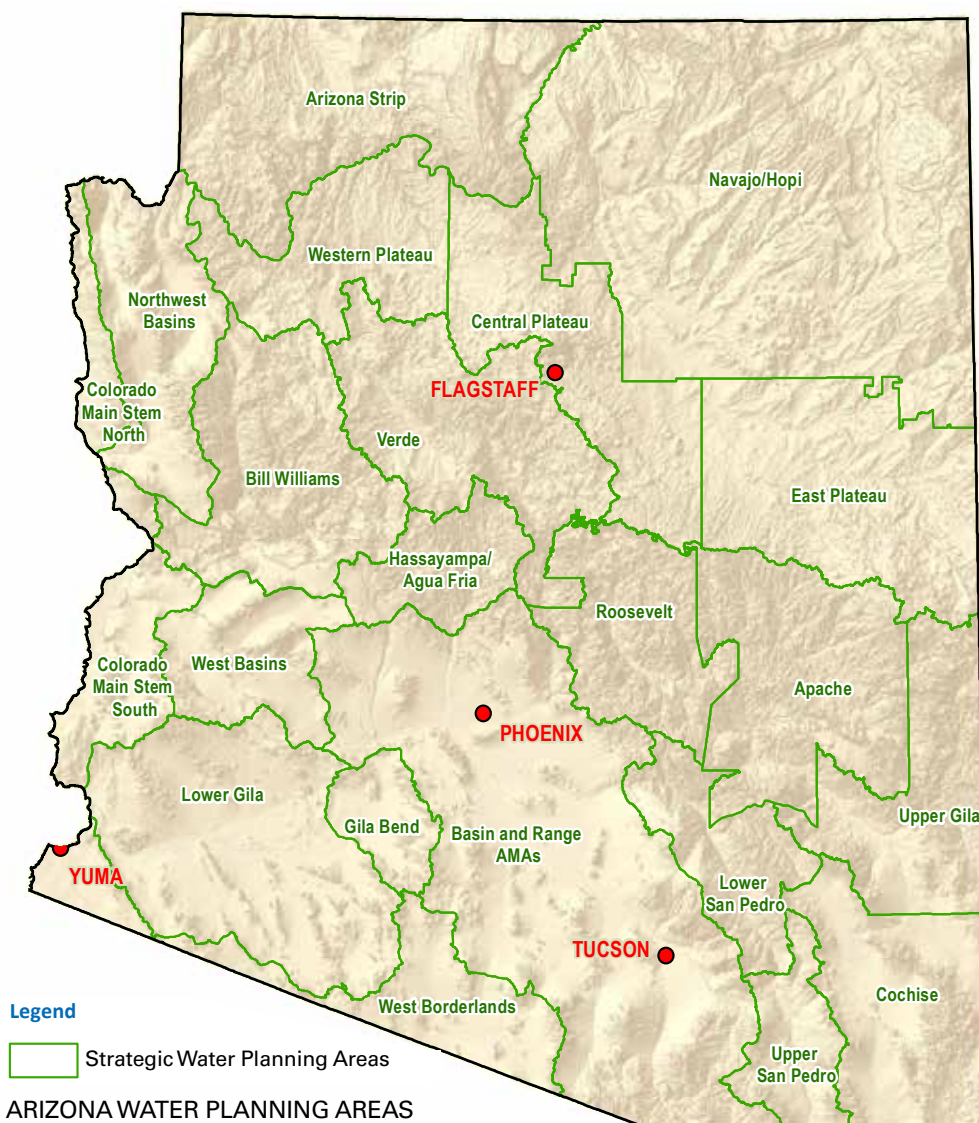 Arizona Strip
Navajo/Hopi
Western Plateau
Northwest
Basins
Central Plateau
FLAGSTAFF
Colorado
Main Stem
North
Verde
Bill Williams
East Plateau
Hassayampa/
Agua Fria
Roosevelt
West Basins
Colorado
Main Stem
South
Apache
PHOENIX
Lower Gila
Gila Bend
Basin and Range
AMAs
Upper Gila
YUMA
Lower
San Pedro
TUCSON
Cochise
West Borderlands
Upper
San Pedro
Legend
Strategic Water Planning Areas
ARIZONA WATER PLANNING AREAS